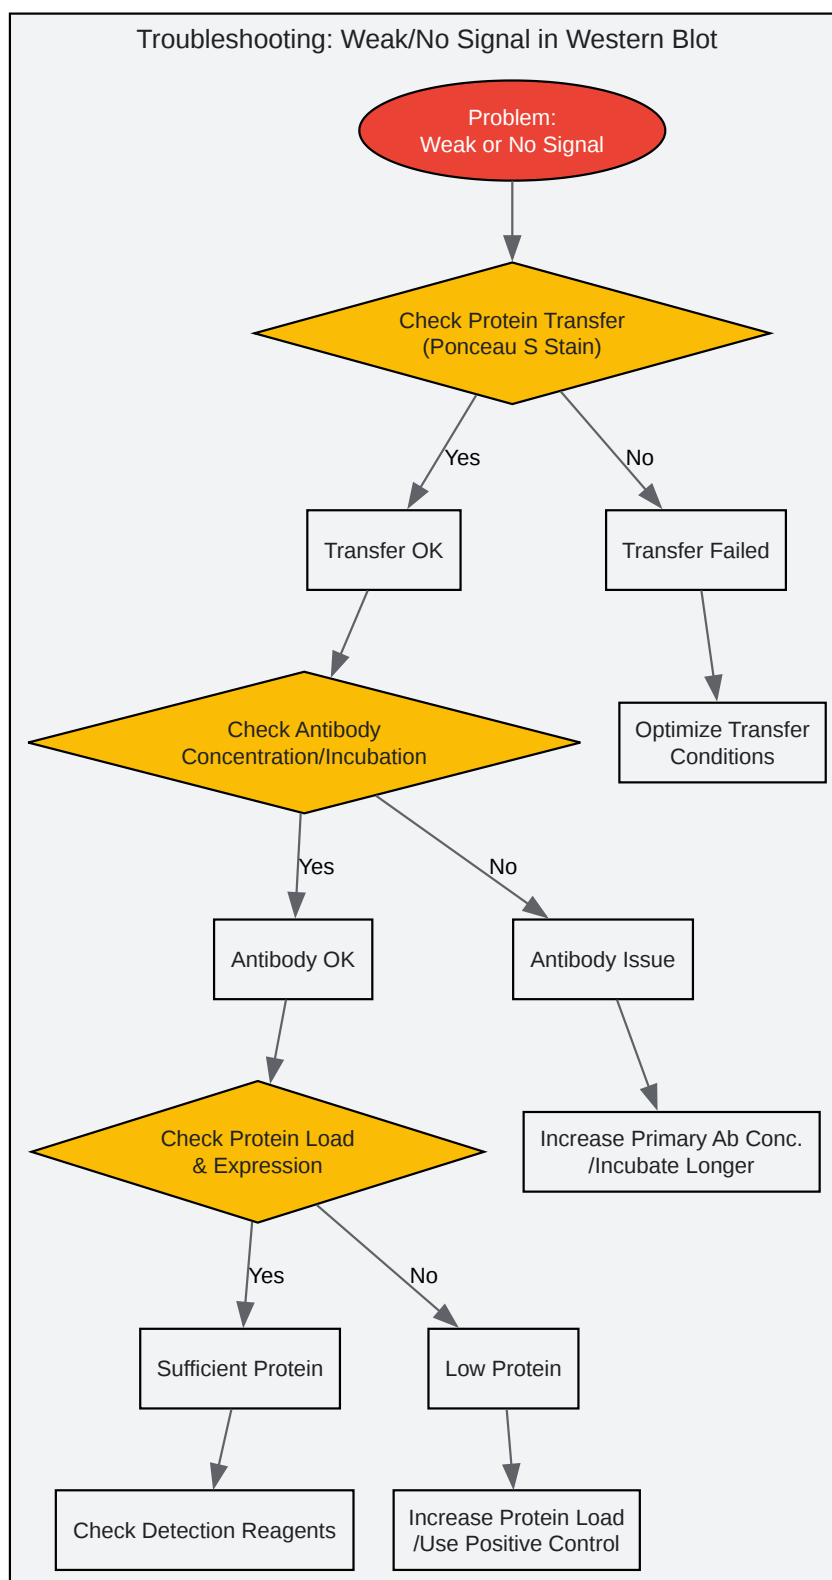 Troubleshooting: Weak/No Signal in Western Blot
Problem:
Weak or No Signal
Check Protein Transfer
(Ponceau S Stain)
Yes
No
Transfer OK
Transfer Failed
Check Antibody
Concentration/Incubation
Optimize Transfer
Conditions
Yes
No
Antibody OK
Antibody Issue
Check Protein Load
& Expression
Increase Primary Ab Conc.
/Incubate Longer
Yes
No
Sufficient Protein
Low Protein
Check Detection Reagents
Increase Protein Load
/Use Positive Control